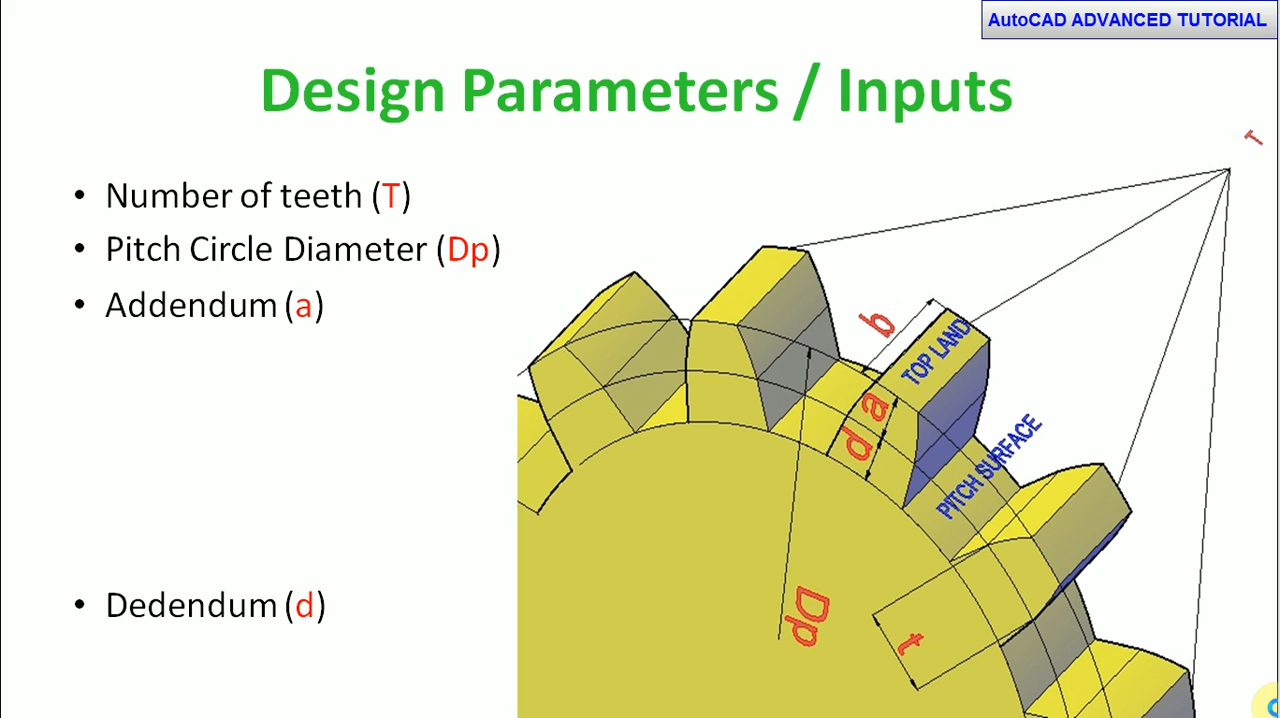 AutoCAD ADVANCED TUTORIAL
Design Parameters / Inputs
• Number of teeth (T)
• Pitch Circle Diameter (Dp)
• Addendum (a)
• Dedendum (d)
T
b
TOP LAND
a
d
PITCH SURFACE
Dp
t